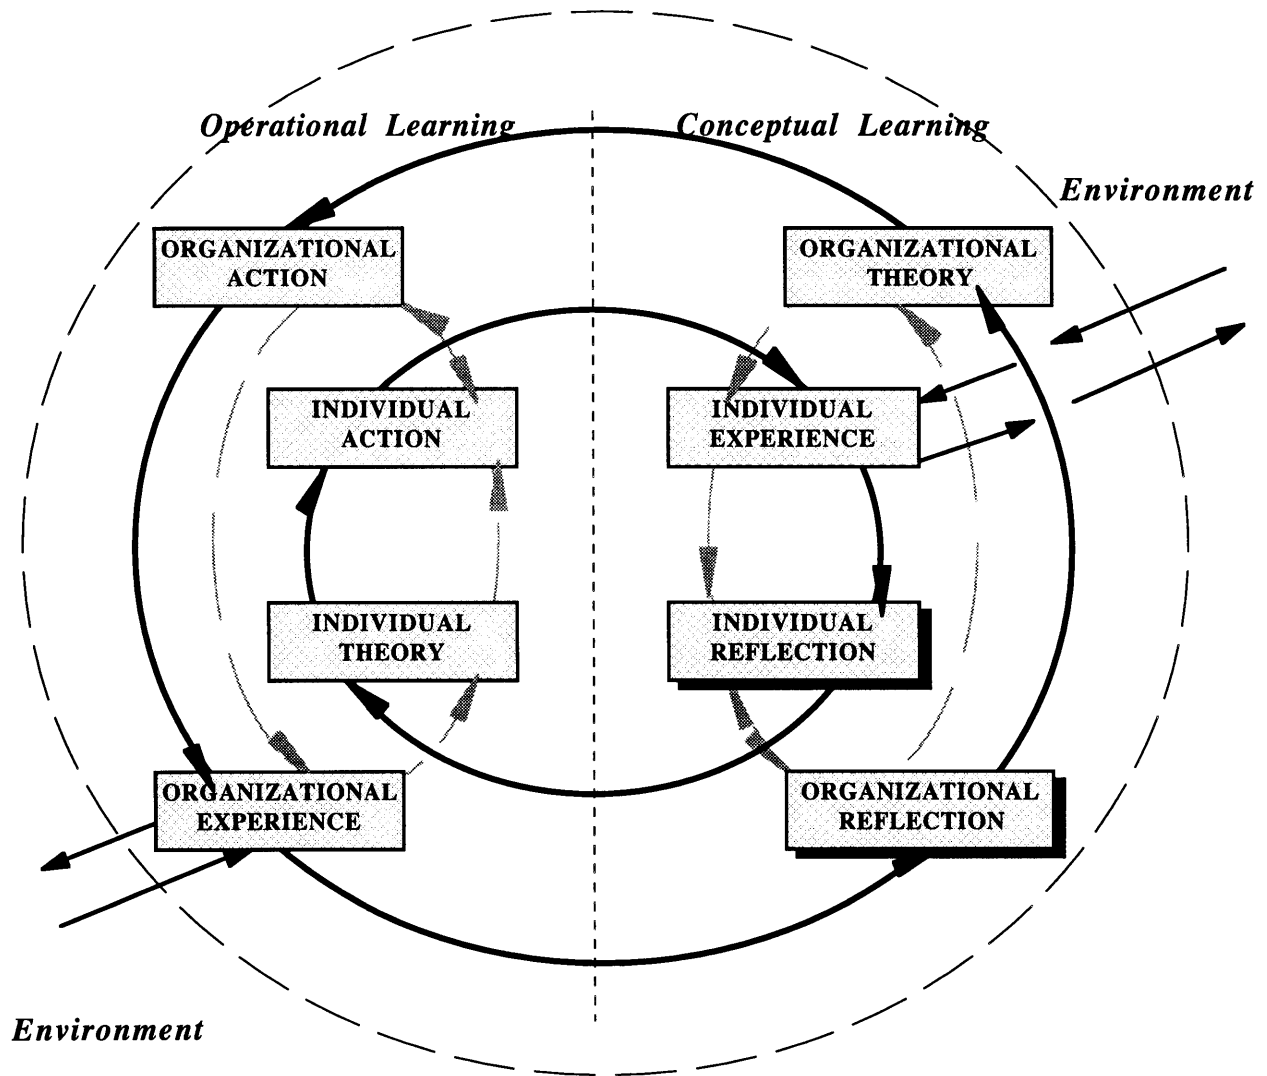 Operational Learning
Conceptual Learning
Environment
ORGANIZATIONAL
ACTION
ORGANIZATIONAL
THEORY
INDIVIDUAL
ACTION
INDIVIDUAL
EXPERIENCE
INDIVIDUAL
THEORY
INDIVIDUAL
REFLECTION
ORGANIZATIONAL
EXPERIENCE
ORGANIZATIONAL
REFLECTION
Environment